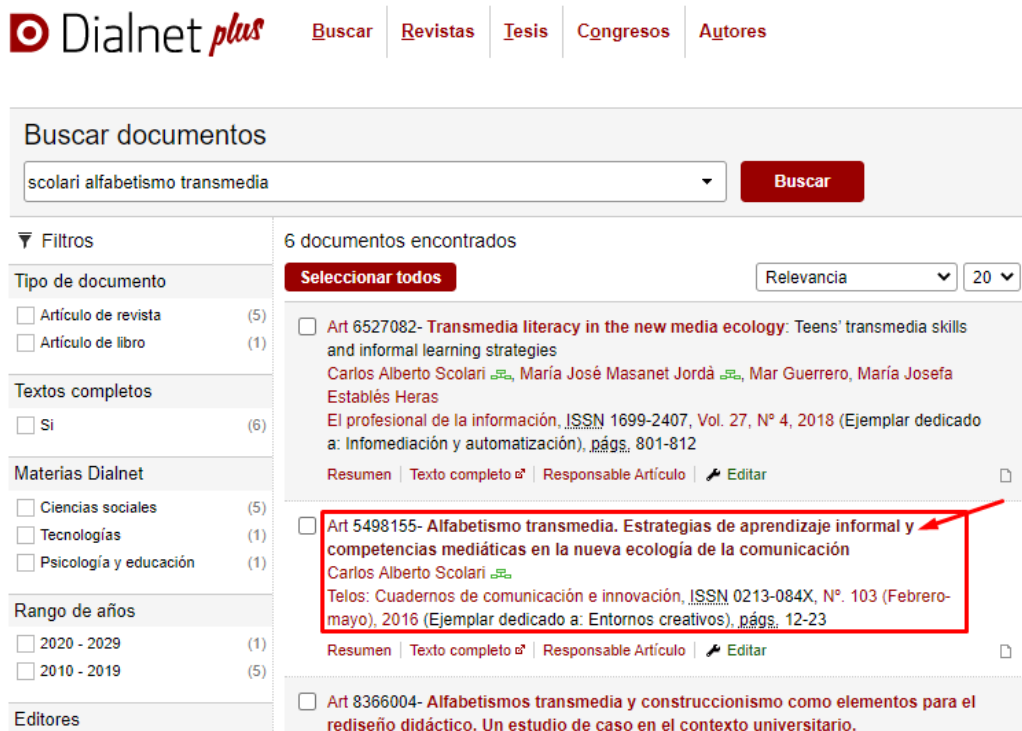 Dialnet plus
Buscar
Revistas
Tesis
Congresos
Autores
Buscar documentos
scolari alfabetismo transmedia
Buscar
Filtros
Tipo de documento
Artículo de revista (5)
Artículo de libro (1)
Textos completos
Si (6)
Materias Dialnet
Ciencias sociales (5)
Tecnologías (1)
Psicología y educación (1)
Rango de años
2020 - 2029 (1)
2010 - 2019 (5)
Editores
6 documentos encontrados
Seleccionar todos
Relevancia
20
Art 6527082- Transmedia literacy in the new media ecology: Teens' transmedia skills
and informal learning strategies
Carlos Alberto Scolari, María José Masanet Jordà, Mar Guerrero, María Josefa
Establés Heras
El profesional de la información, ISSN 1699-2407, Vol. 27, Nº 4, 2018 (Ejemplar dedicado
a: Infomediación y automatización), págs. 801-812
Resumen | Texto completo | Responsable Artículo | Editar
Art 5498155- Alfabetismo transmedia. Estrategias de aprendizaje informal y
competencias mediáticas en la nueva ecología de la comunicación
Carlos Alberto Scolari
Telos: Cuadernos de comunicación e innovación, ISSN 0213-084X, Nº. 103 (Febrero-
mayo), 2016 (Ejemplar dedicado a: Entornos creativos), págs. 12-23
Resumen | Texto completo | Responsable Artículo | Editar
Art 8366004- Alfabetismos transmedia y construccionismo como elementos para el
rediseño didáctico. Un estudio de caso en el contexto universitario.